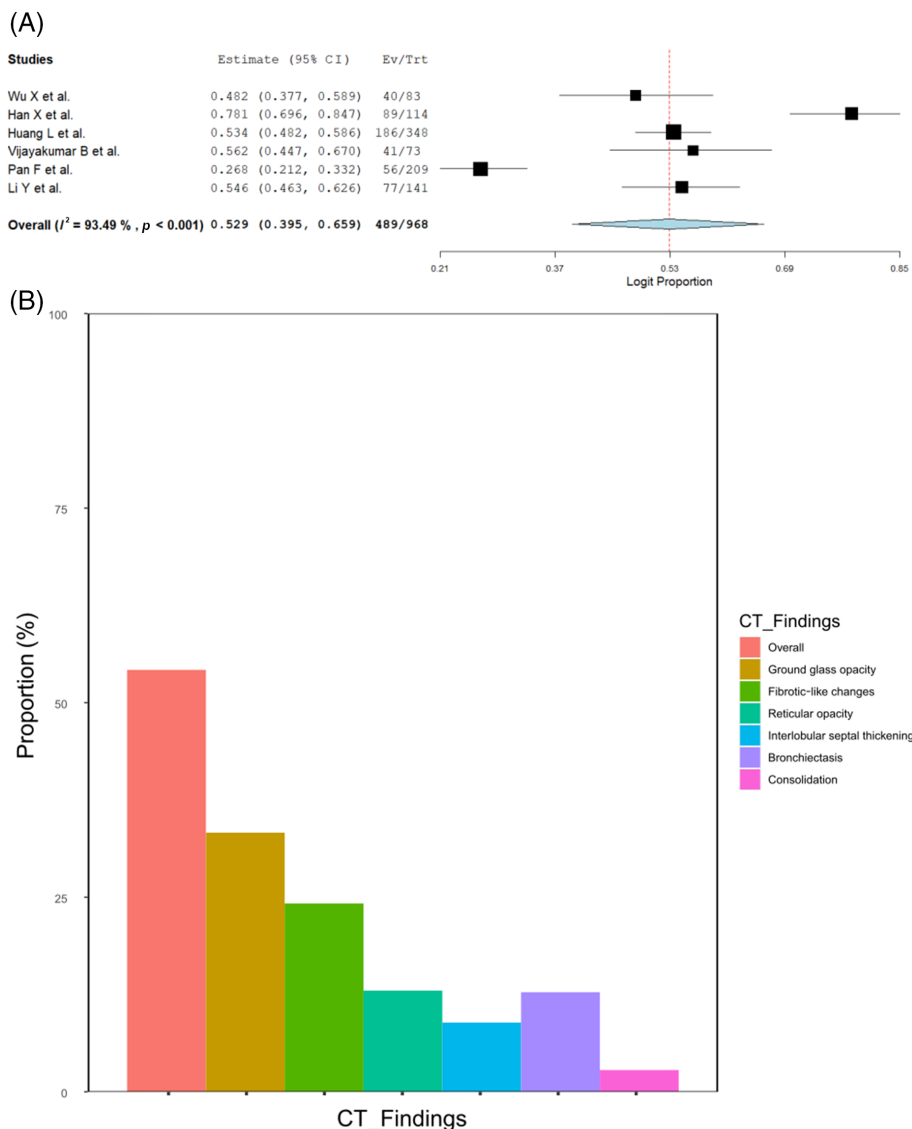 (A)
Studies Estimate (95% CI) Ev/Trt
Wu X et al. 0.482 (0.377, 0.589) 40/83
Han X et al. 0.781 (0.696, 0.847) 89/114
Huang L et al. 0.534 (0.482, 0.586) 186/348
Vijayakumar B et al. 0.562 (0.447, 0.670) 41/73
Pan F et al. 0.268 (0.212, 0.332) 56/209
Li Y et al. 0.546 (0.463, 0.626) 77/141
Overall (I² = 93.49 % , p < 0.001) 0.529 (0.395, 0.659) 489/968
0.21 0.37 0.53 0.69 0.85
Logit Proportion
(B)
100
75
50
25
0
Proportion (%)
CT_Findings
CT_Findings
Overall
Ground glass opacity
Fibrotic-like changes
Reticular opacity
Interlobular septal thickening
Bronchiectasis
Consolidation